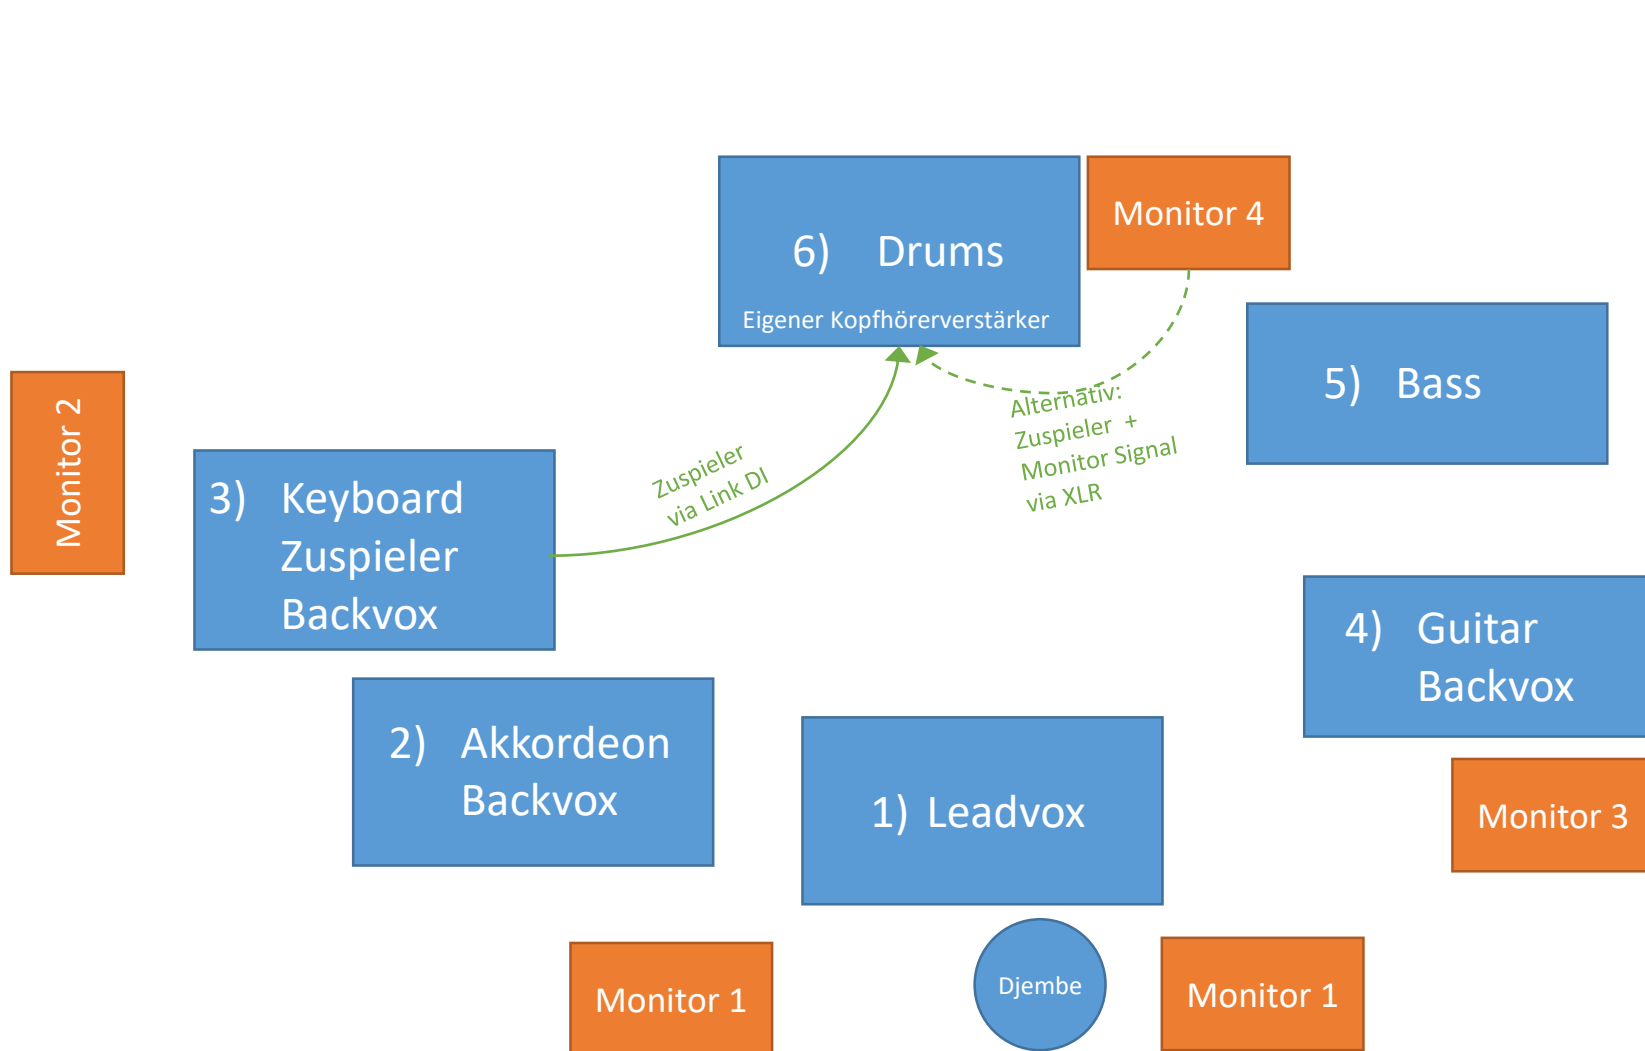 6) Drums
Eigener Kopfhörerverstärker
Monitor 4
5) Bass
Monitor 2
3) Keyboard
Zuspieler
Backvox
Zuspieler
via Link DI
Alternativ:
Zuspieler +
Monitor Signal
via XLR
4) Guitar
Backvox
2) Akkordeon
Backvox
1) Leadvox
Monitor 3
Monitor 1
Djembe
Monitor 1